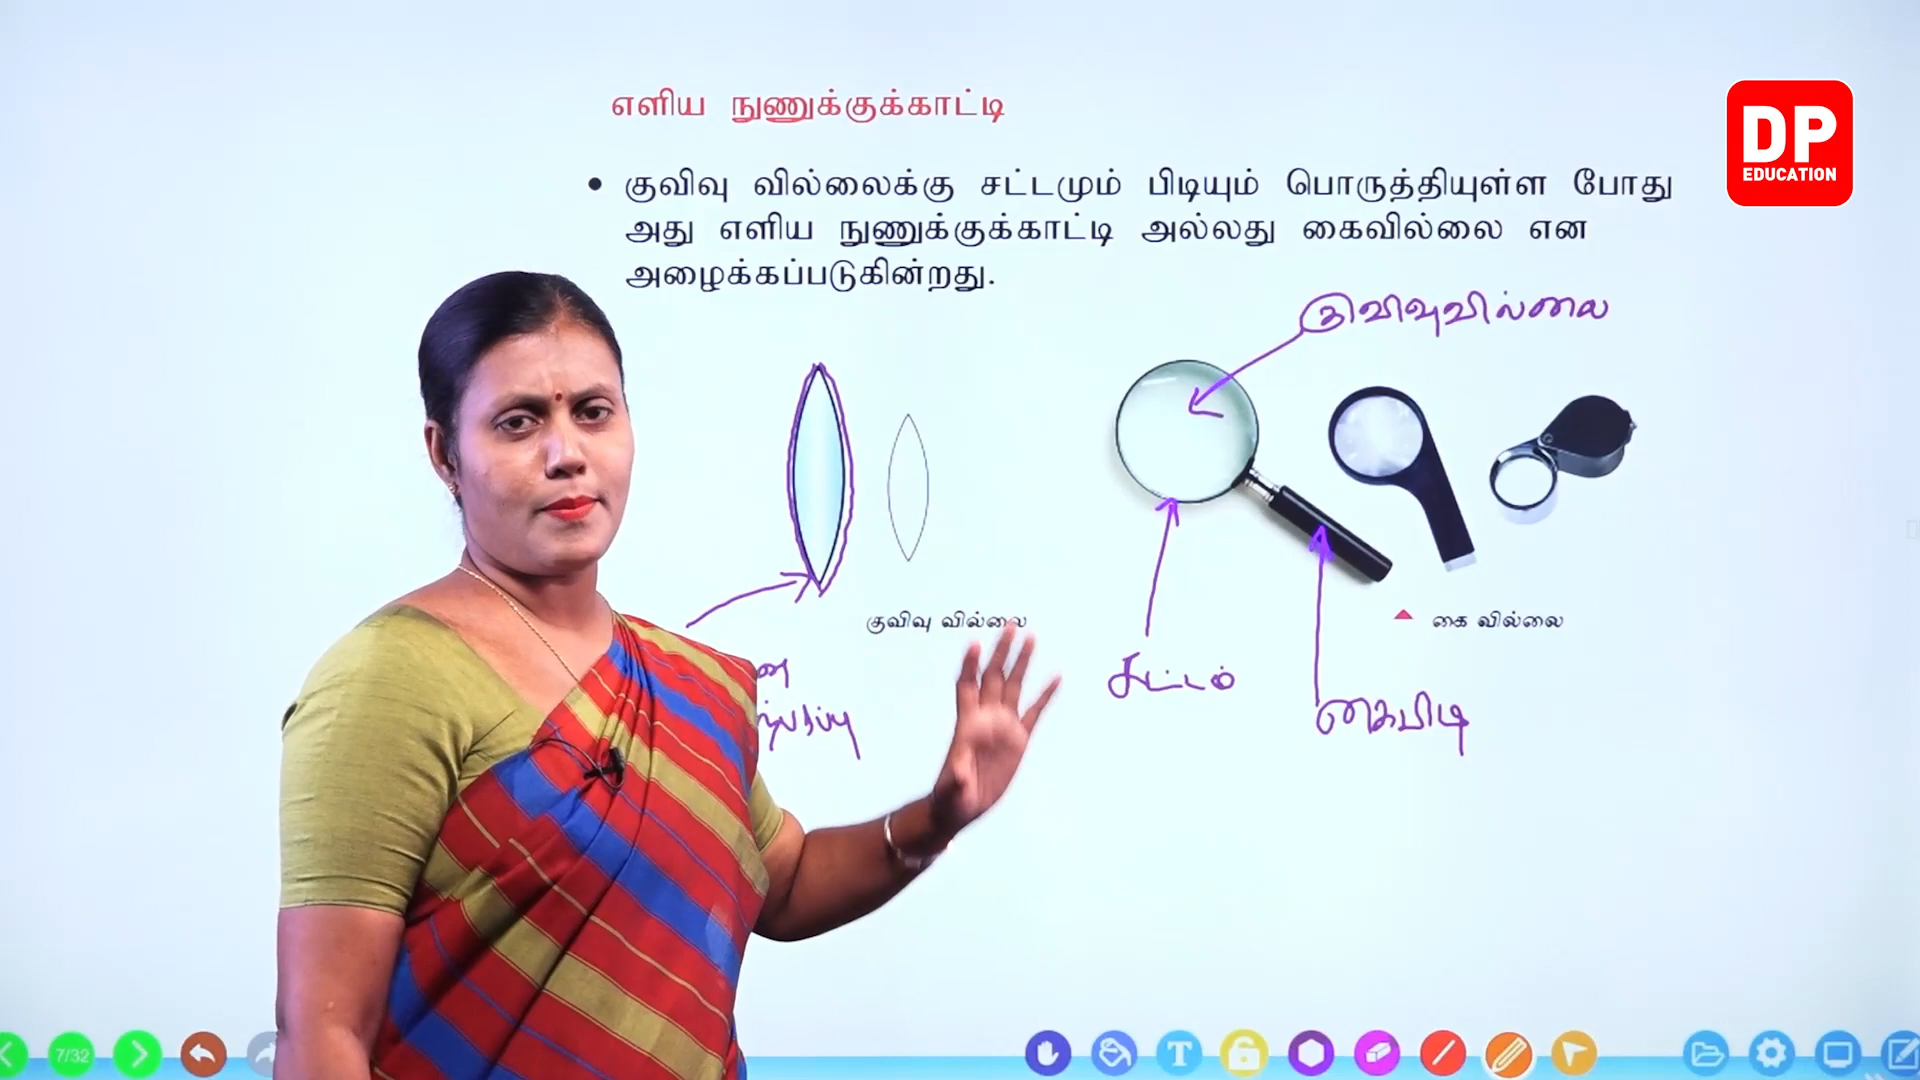 எளிய நுணுக்குக்காட்டி
DP
EDUCATION
• குவிவு வில்லைக்கு சட்டமும் பிடியும் பொருத்தியுள்ள போது
அது எளிய நுணுக்குக்காட்டி அல்லது கைவில்லை என
அழைக்கப்படுகின்றது.
குவிவுவில்லை
குவிவு வில்லை
கை வில்லை
சட்டம்
கைபிடி
7/32
T